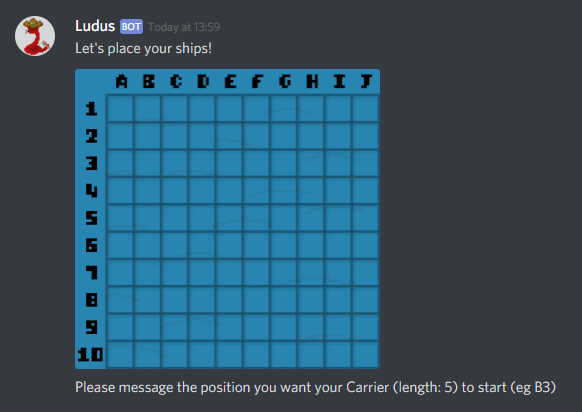 Ludus BOT Today at 13:59
Let's place your ships!
A B C D E F G H I J
1
2
3
4
5
6
7
8
9
10
Please message the position you want your Carrier (length: 5) to start (eg B3)